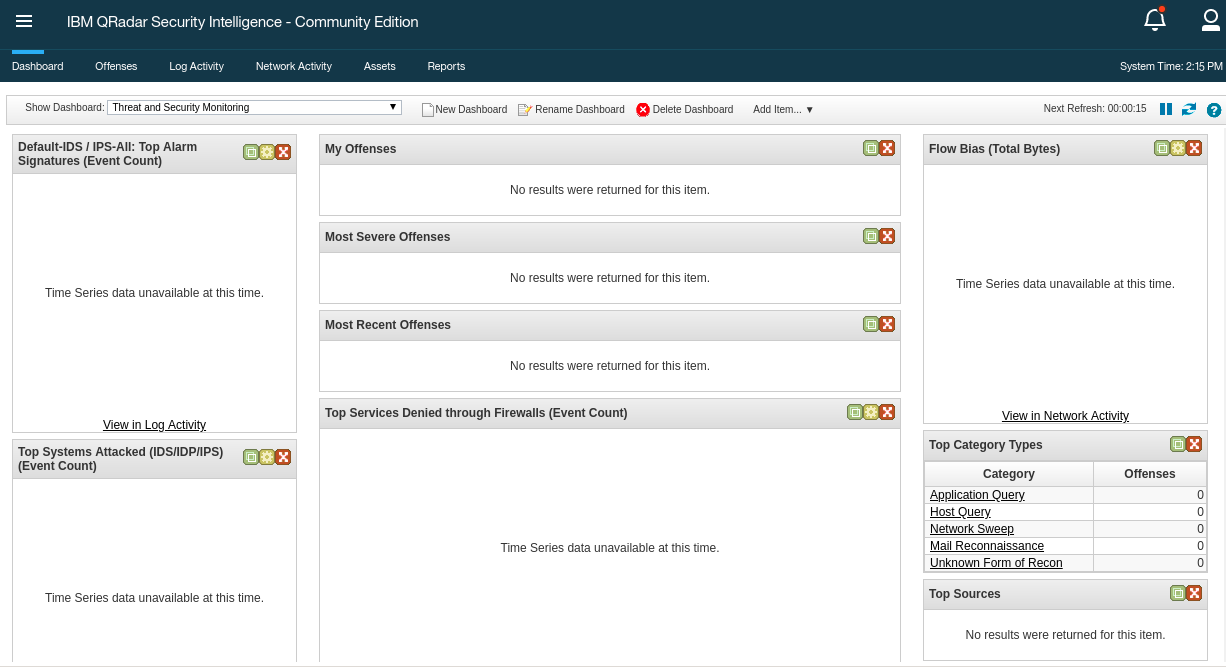 IBM QRadar Security Intelligence - Community Edition
Dashboard Offenses Log Activity Network Activity Assets Reports System Time: 2:15 PM
Show Dashboard: Threat and Security Monitoring New Dashboard Rename Dashboard Delete Dashboard Add Item... Next Refresh: 00:00:15
Default-IDS / IPS-All: Top Alarm
Signatures (Event Count)
Time Series data unavailable at this time.
View in Log Activity
Top Systems Attacked (IDS/IDP/IPS)
(Event Count)
Time Series data unavailable at this time.
My Offenses
No results were returned for this item.
Most Severe Offenses
No results were returned for this item.
Most Recent Offenses
No results were returned for this item.
Top Services Denied through Firewalls (Event Count)
Time Series data unavailable at this time.
Flow Bias (Total Bytes)
Time Series data unavailable at this time.
View in Network Activity
Top Category Types
Category Offenses
Application Query 0
Host Query 0
Network Sweep 0
Mail Reconnaissance 0
Unknown Form of Recon 0
Top Sources
No results were returned for this item.